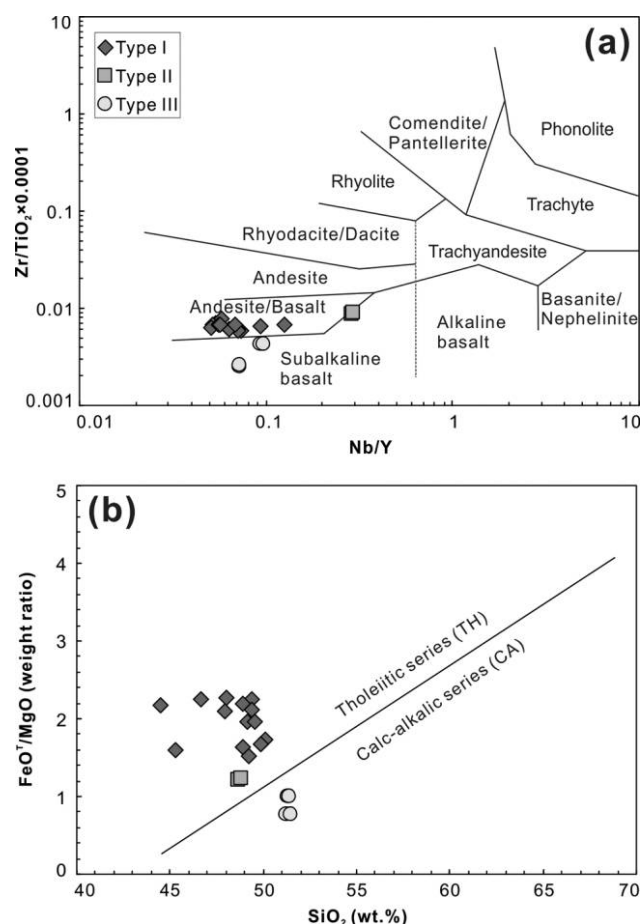 (a)
Type I
Type II
Type III
Zr/TiO₂×0.0001
10
1
0.1
0.01
0.001
Comendite/
Pantellerite
Phonolite
Rhyolite
Trachyte
Rhyodacite/Dacite
Trachyandesite
Andesite
Andesite/Basalt
Basanite/
Nephelinite
Alkaline
basalt
Subalkaline
basalt
0.01
0.1
1
10
Nb/Y
(b)
FeOᵀ/MgO (weight ratio)
5
4
3
2
1
0
Tholeiitic series (TH)
Calc-alkalic series (CA)
40
45
50
55
60
65
70
SiO₂ (wt.%)